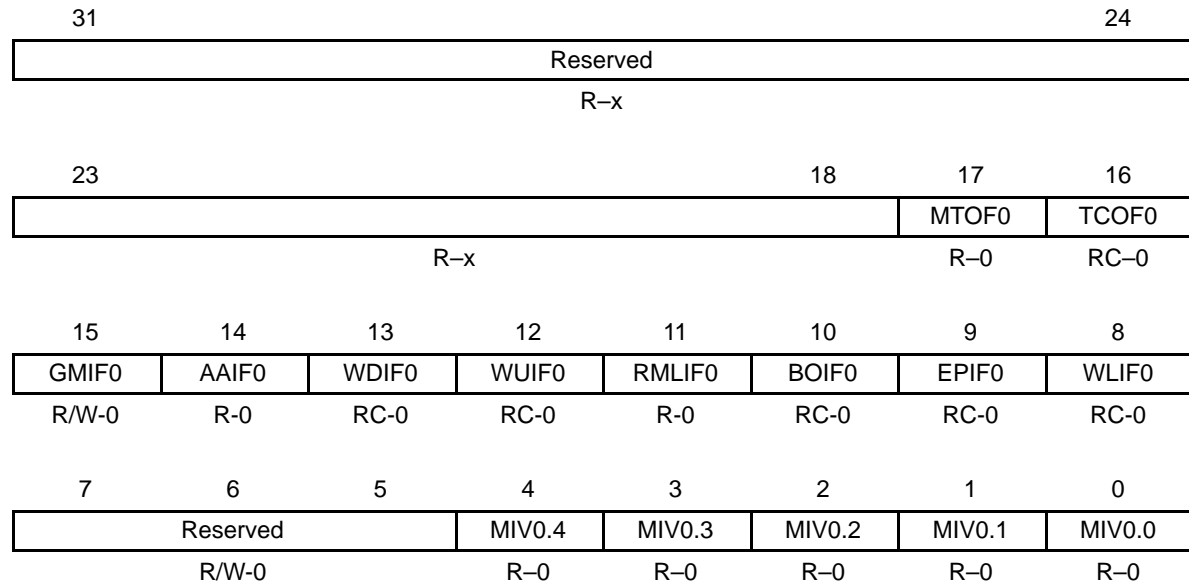 31 24
Reserved
R–x
23 18 17 16
MTOF0 TCOF0
R–x R–0 RC–0
15 14 13 12 11 10 9 8
GMIF0 AAIF0 WDIF0 WUIF0 RMLIF0 BOIF0 EPIF0 WLIF0
R/W-0 R-0 RC-0 RC-0 R-0 RC-0 RC-0 RC-0
7 6 5 4 3 2 1 0
Reserved MIV0.4 MIV0.3 MIV0.2 MIV0.1 MIV0.0
R/W-0 R–0 R–0 R–0 R–0 R–0